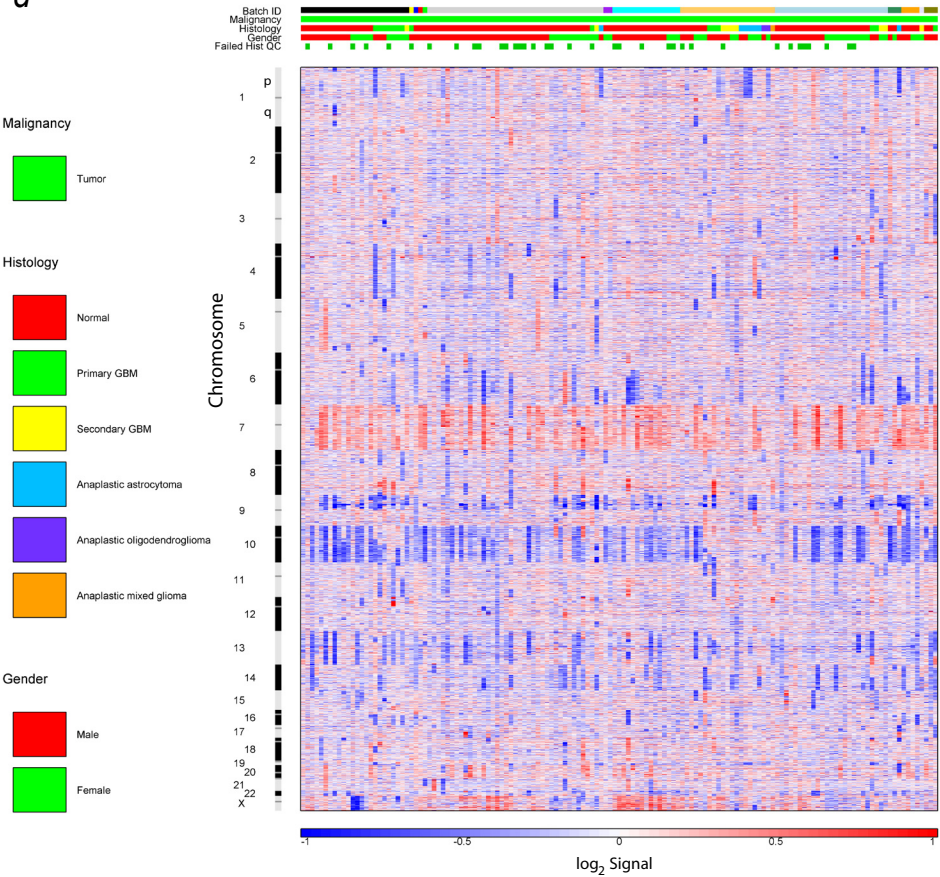 d
Batch ID
Malignancy
Histology
Gender
Failed Hist QC
Malignancy
Tumor
Histology
Normal
Primary GBM
Secondary GBM
Anaplastic astrocytoma
Anaplastic oligodendroglioma
Anaplastic mixed glioma
Gender
Male
Female
Chromosome
p
1
q
2
3
4
5
6
7
8
9
10
11
12
13
14
15
16
17
18
19
20
21
22
X
-1 -0.5 0 0.5 1
log2 Signal